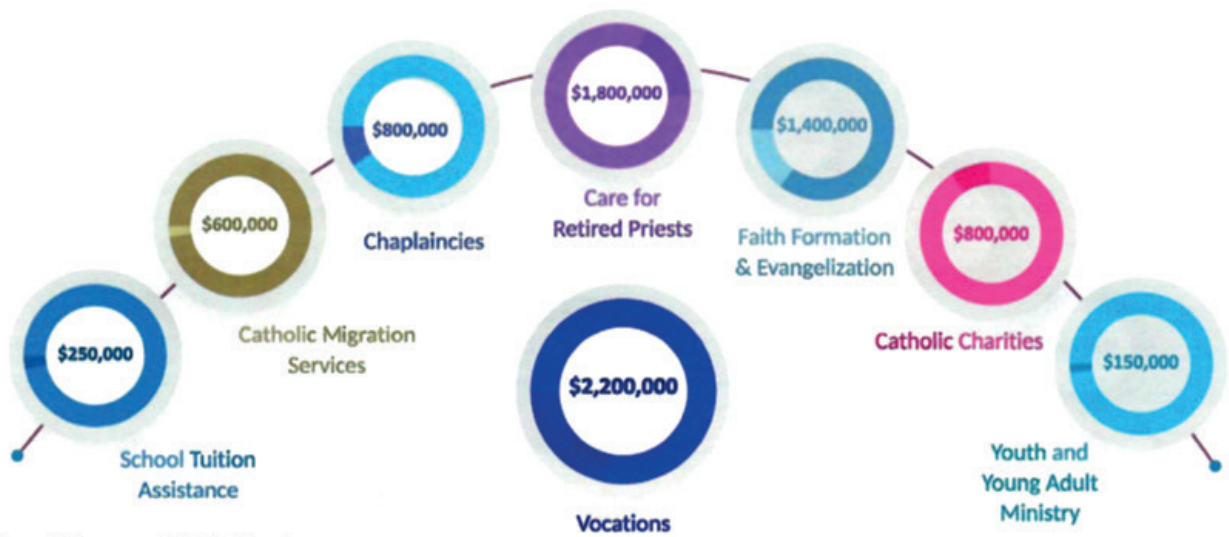 $250,000
School Tuition
Assistance
$600,000
Catholic Migration
Services
$800,000
Chaplaincies
$1,800,000
Care for
Retired Priests
$1,400,000
Faith Formation
& Evangelization
$800,000
Catholic Charities
$150,000
Youth and
Young Adult
Ministry
$2,200,000
Vocations